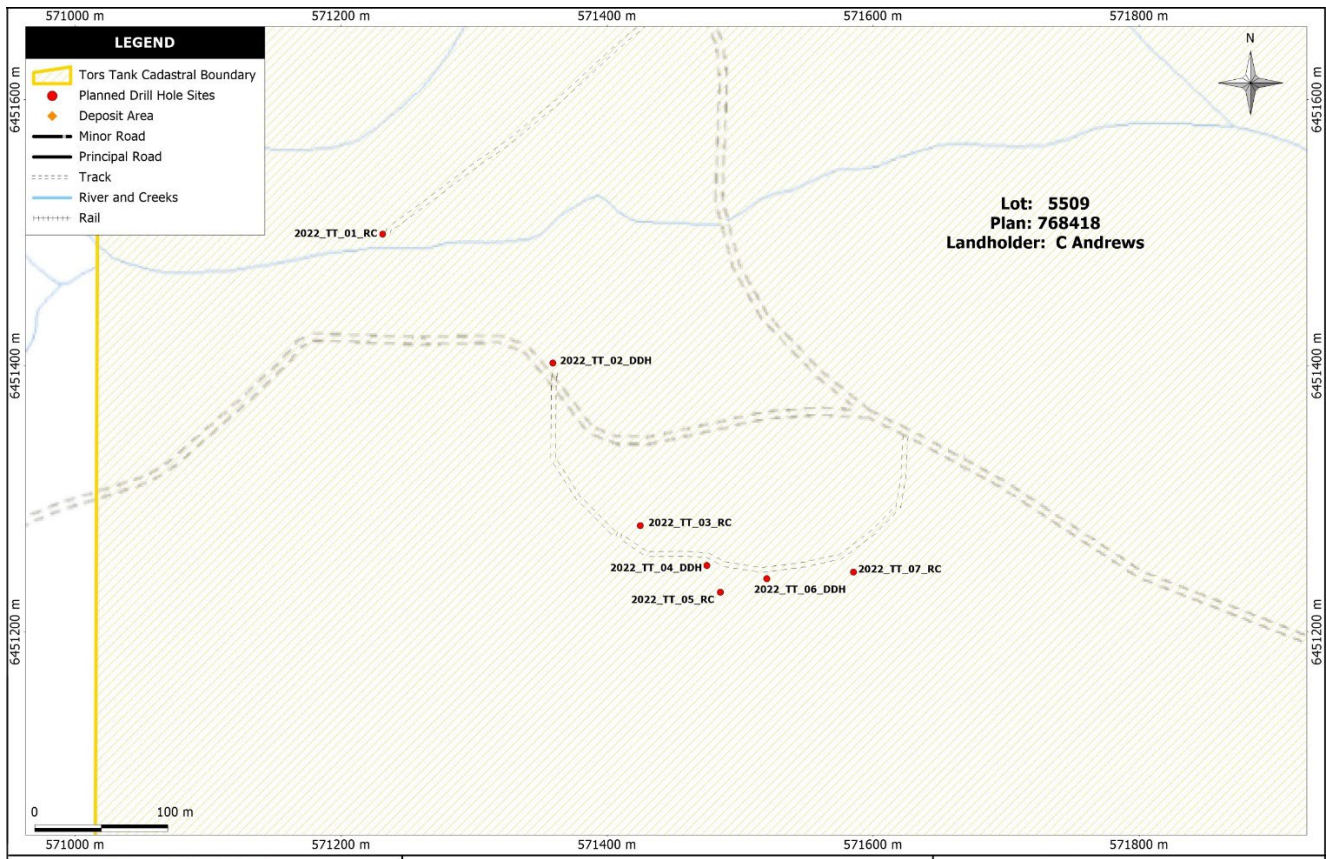 571000 m
571200 m
571400 m
571600 m
571800 m
LEGEND
Tors Tank Cadastral Boundary
Planned Drill Hole Sites
Deposit Area
Minor Road
Principal Road
Track
River and Creeks
Rail
N
6451600 m
6451600 m
Lot: 5509
Plan: 768418
Landholder: C Andrews
2022_TT_01_RC
6451400 m
2022_TT_02_DDH
6451400 m
2022_TT_03_RC
2022_TT_04_DDH
2022_TT_07_RC
2022_TT_06_DDH
2022_TT_05_RC
6451200 m
6451200 m
0
100 m
571000 m
571200 m
571400 m
571600 m
571800 m